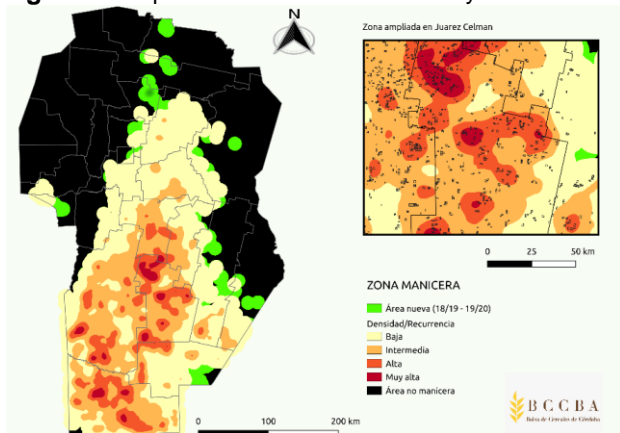 N
Zona ampliada en Juarez Celman
0 25 50 km
ZONA MANICERA
Área nueva (18/19 - 19/20)
Densidad/Recurrencia
Baja
Intermedia
Alta
Muy alta
Área no manicera
BCCBA
Bolsa de Cereales de Córdoba
0 100 200 km